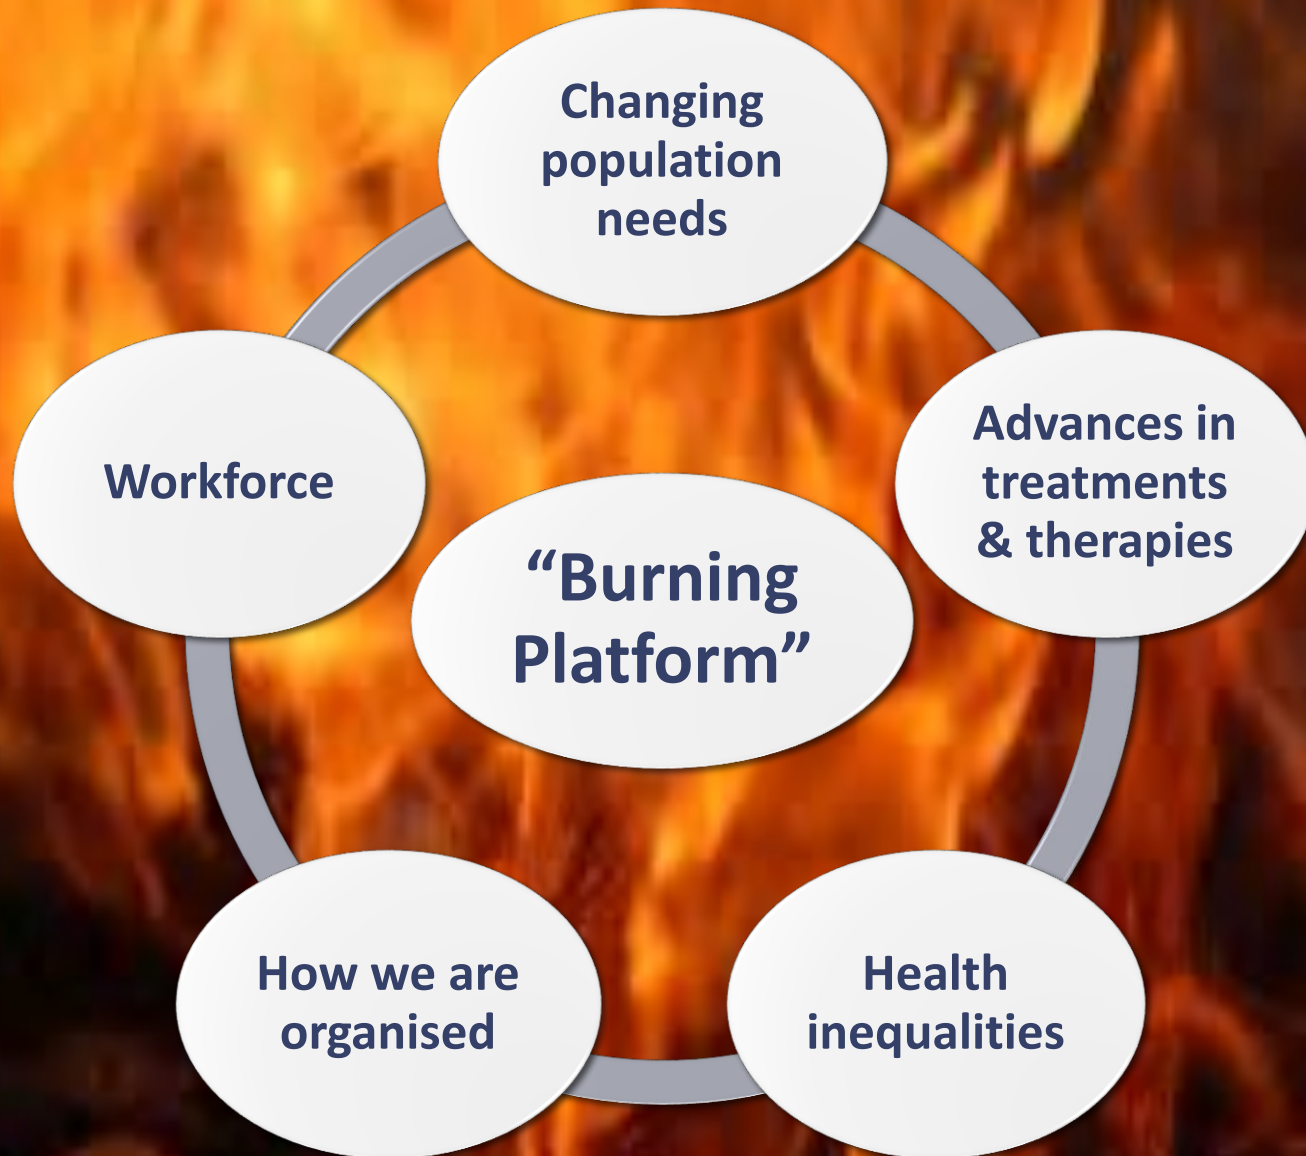 Changing
population
needs
Advances in
treatments
& therapies
Workforce
“Burning
Platform”
How we are
organised
Health
inequalities